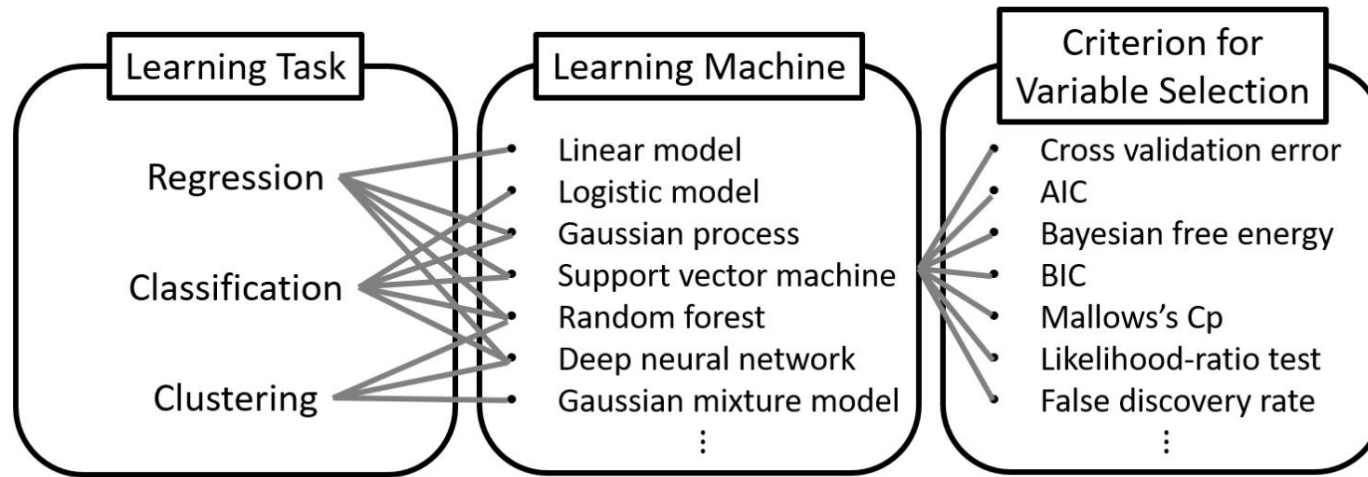 Learning Task
Regression
Classification
Clustering
Learning Machine
Linear model
Logistic model
Gaussian process
Support vector machine
Random forest
Deep neural network
Gaussian mixture model
⋮
Criterion for
Variable Selection
Cross validation error
AIC
Bayesian free energy
BIC
Mallows's Cp
Likelihood-ratio test
False discovery rate
⋮